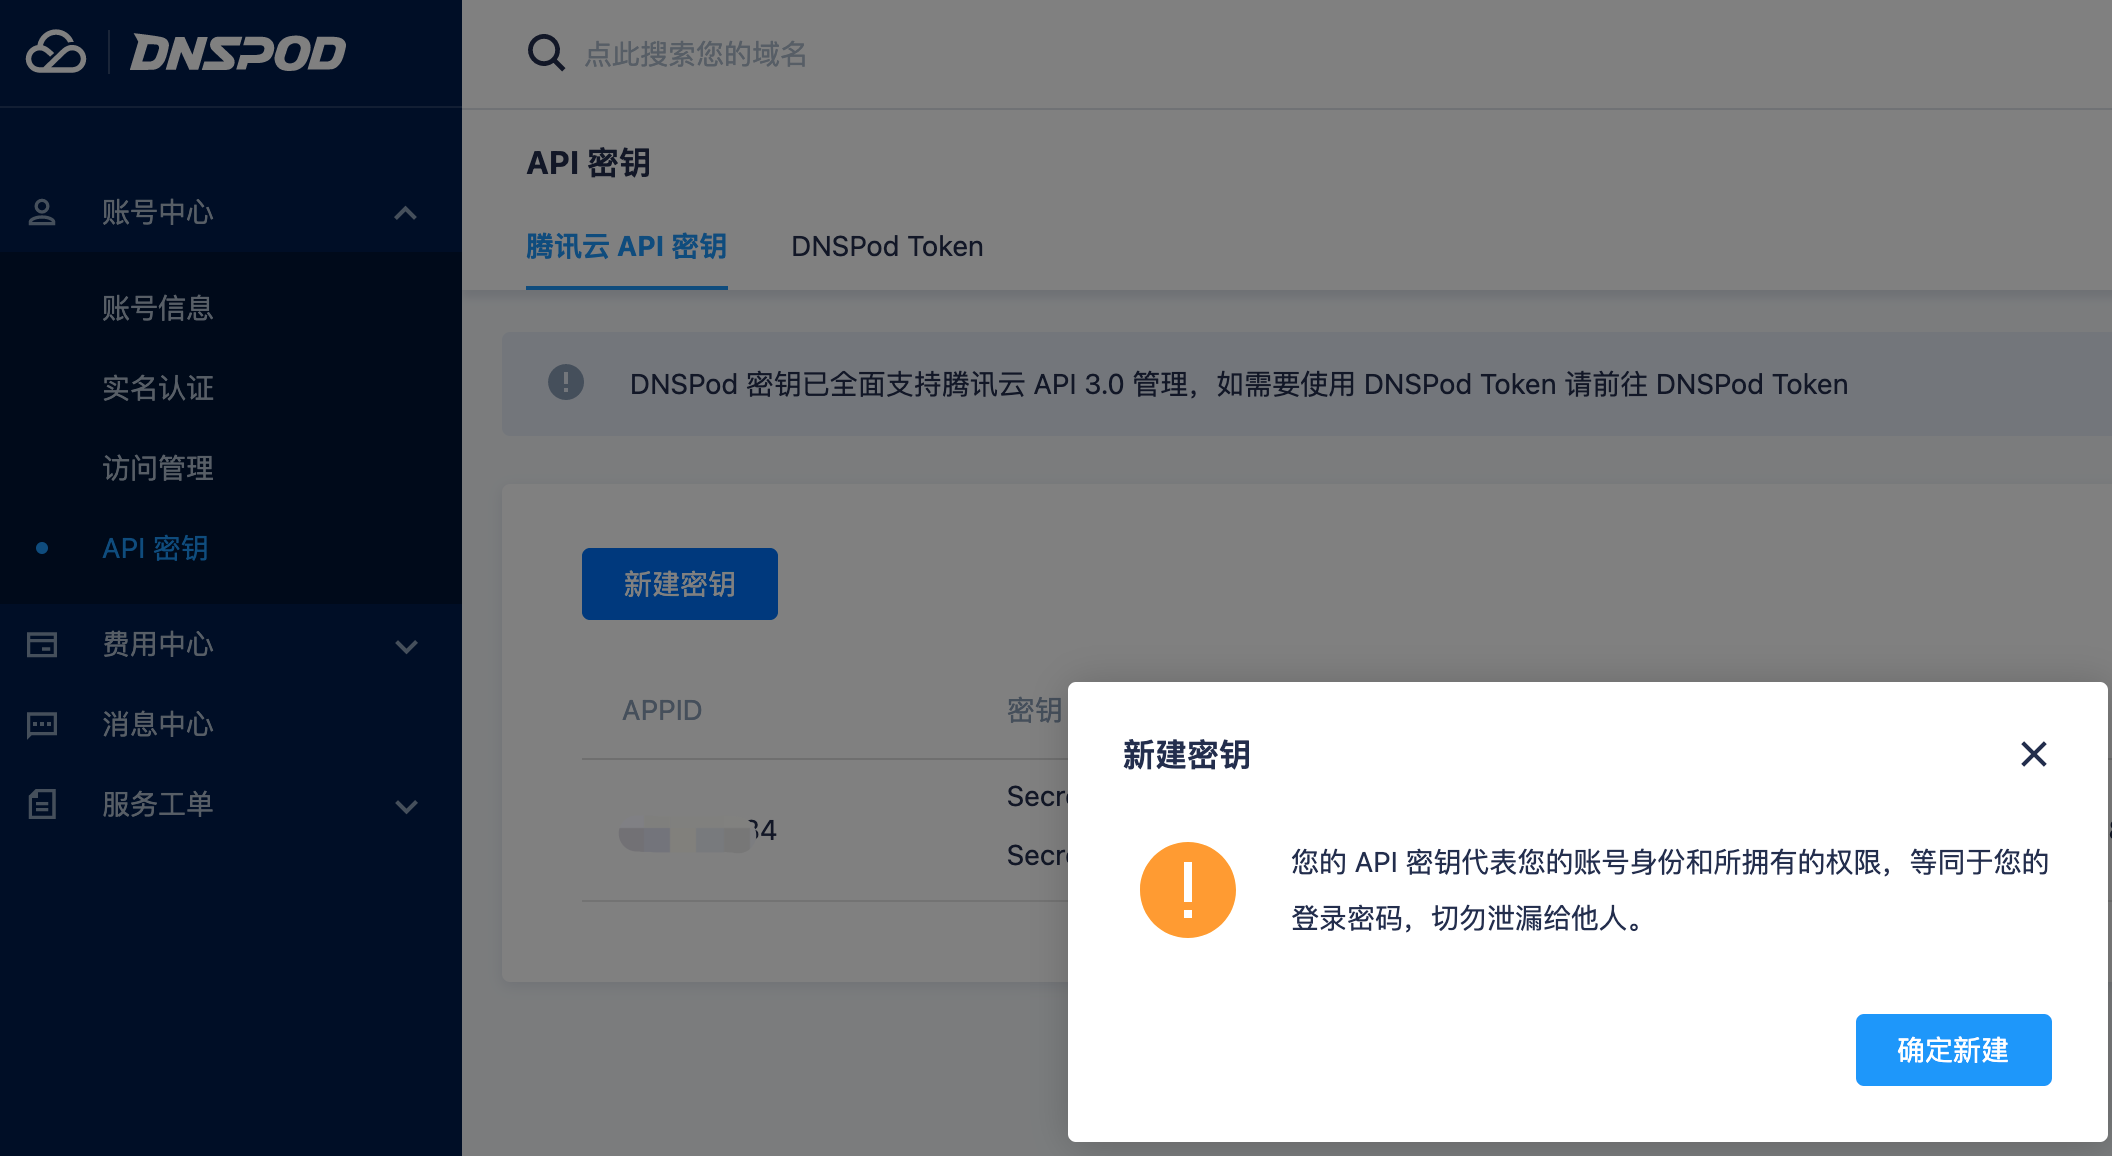 DNSPOD
点此搜索您的域名
API 密钥
账号中心
腾讯云 API 密钥
DNSPod Token
账号信息
DNSPod 密钥已全面支持腾讯云 API 3.0 管理，如需要使用 DNSPod Token 请前往 DNSPod Token
实名认证
访问管理
API 密钥
新建密钥
费用中心
APPID
密钥
消息中心
新建密钥
服务工单
84
您的 API 密钥代表您的账号身份和所拥有的权限，等同于您的
登录密码，切勿泄漏给他人。
确定新建